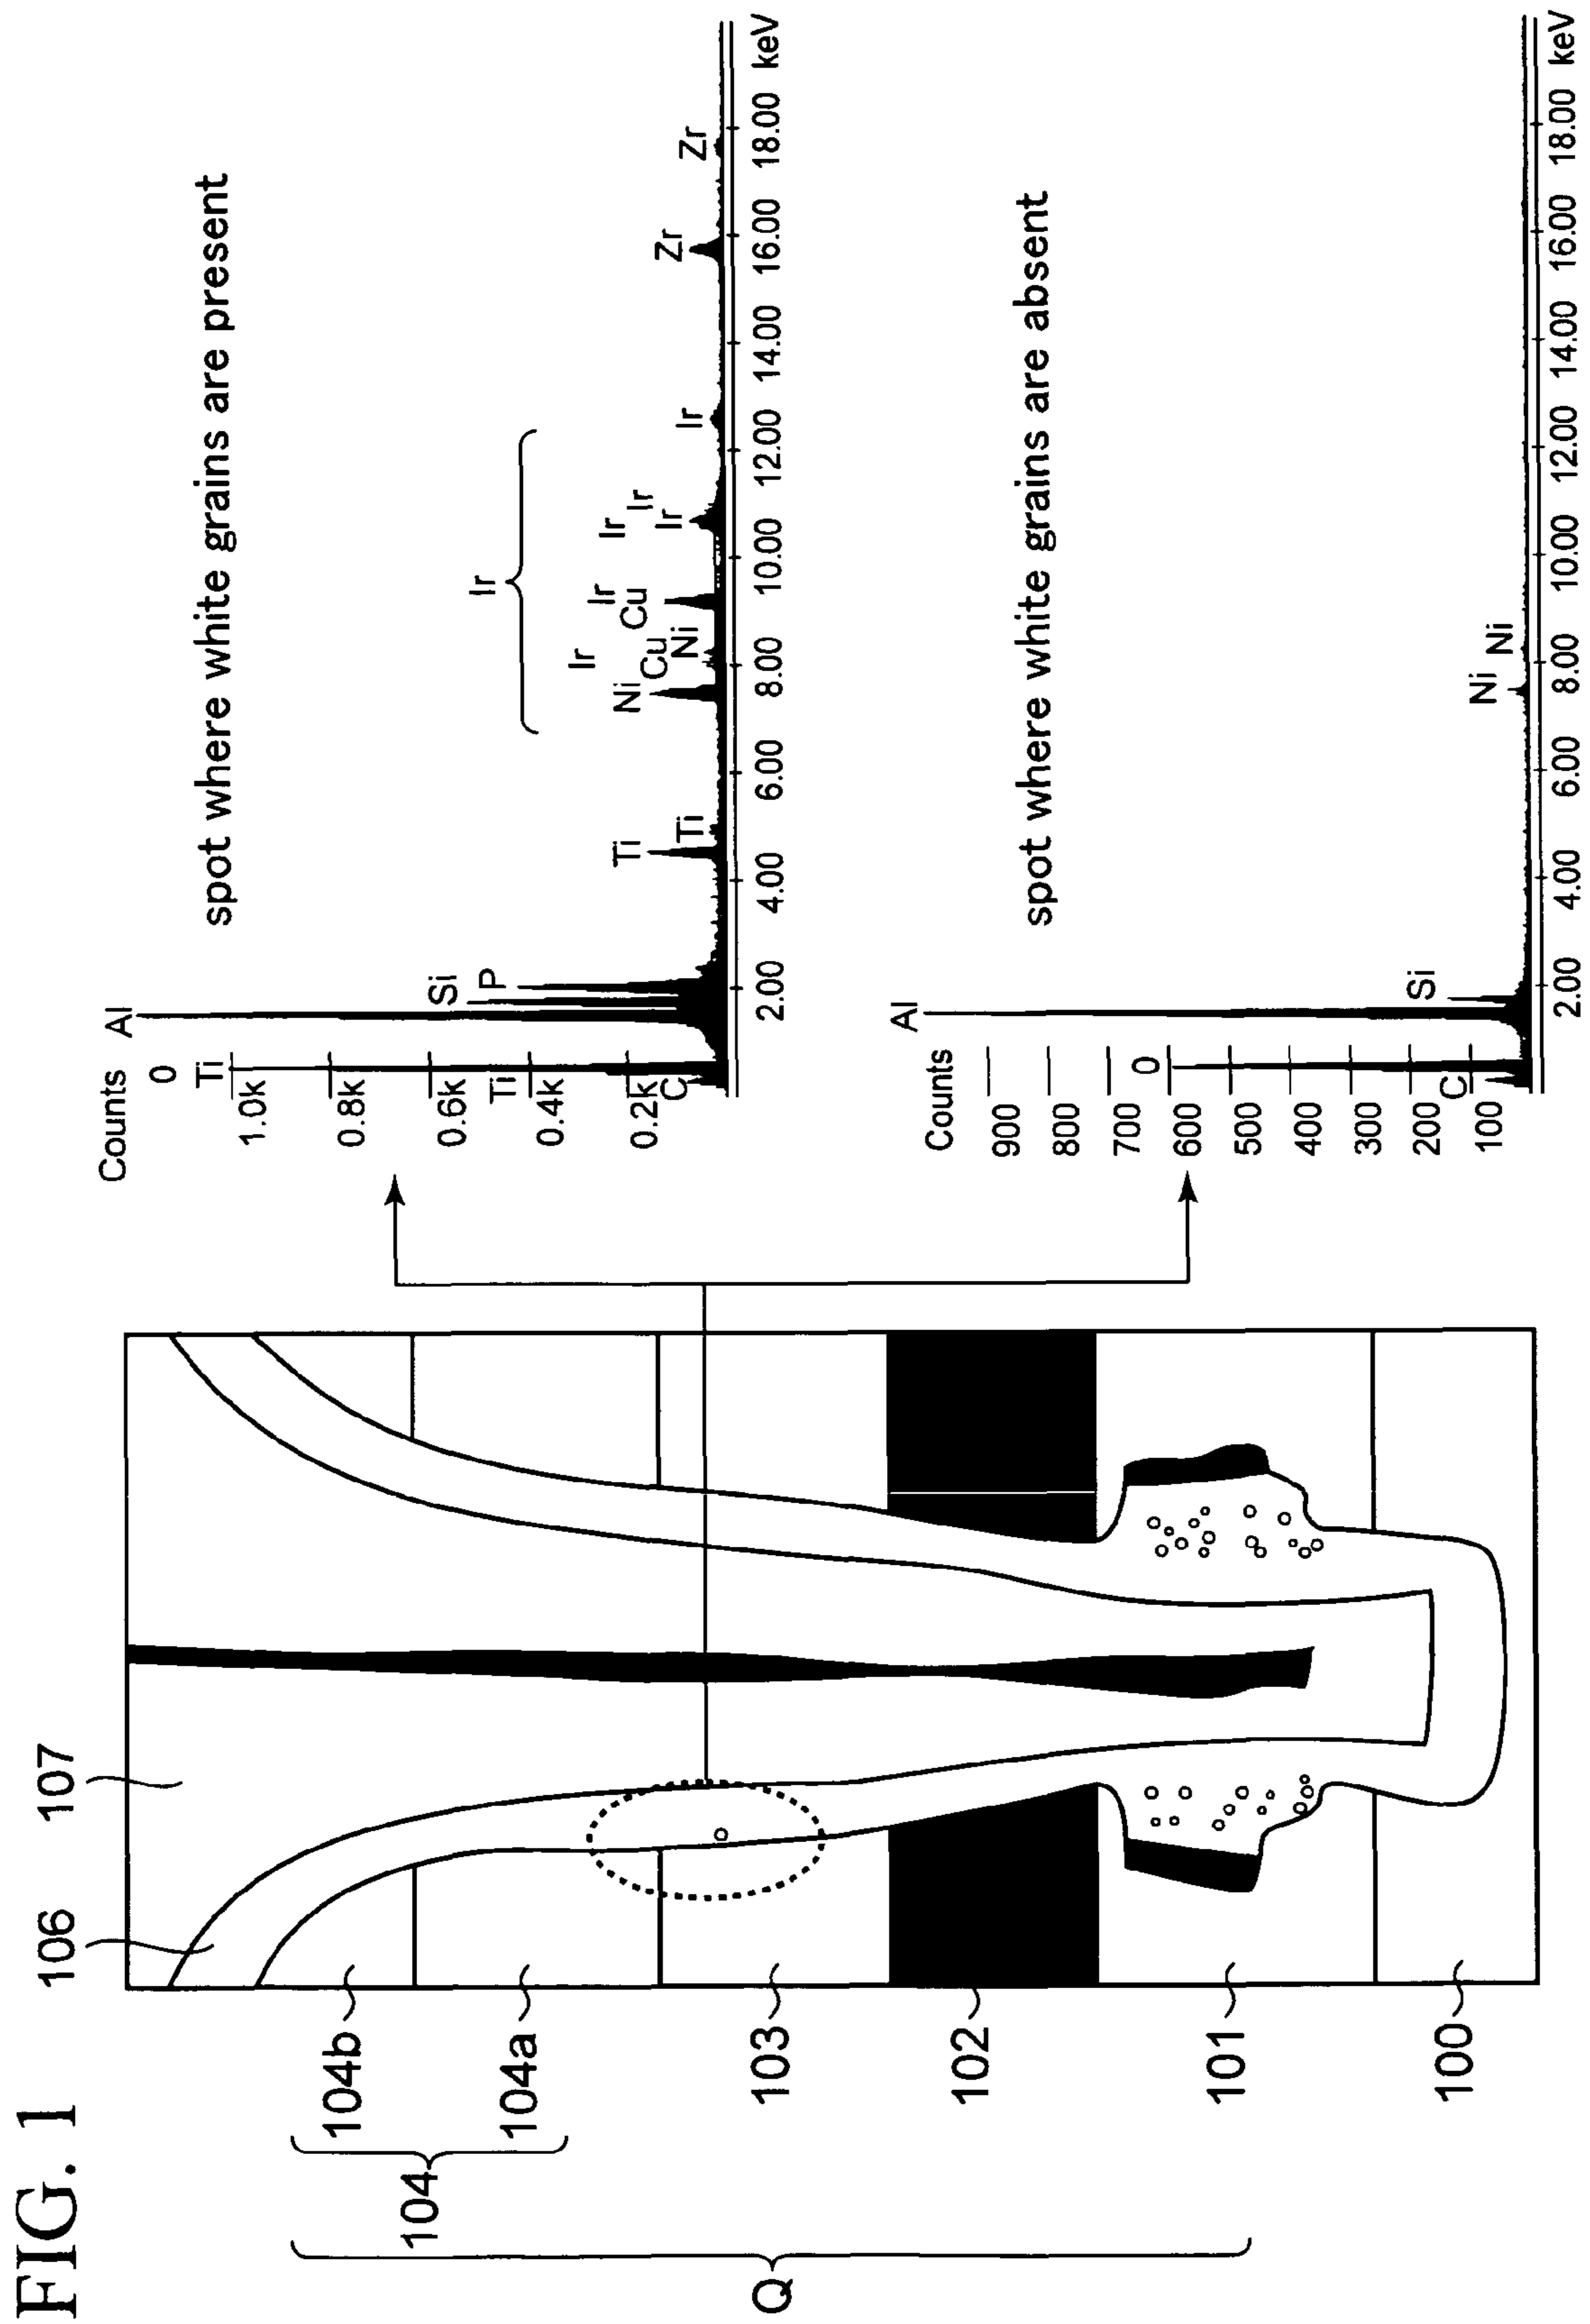 FIG. 1
106
107
104b
104a
104
103
102
101
100
Q
spot where white grains are present
Counts
O
Al
Ti
1.0k
0.8k
Si
0.6k
P
Ti
0.4k
0.2k
C
Ti
Ti
Ir
Ir
Ni
Cu
Ni
Ir
Cu
Ir
Ir
Ir
Ir
Zr
Zr
2.00 4.00 6.00 8.00 10.00 12.00 14.00 16.00 18.00 keV
spot where white grains are absent
Counts
Al
900
800
700
O
600
500
400
300
Si
200
C
100
Ni
Ni
2.00 4.00 6.00 8.00 10.00 12.00 14.00 16.00 18.00 keV